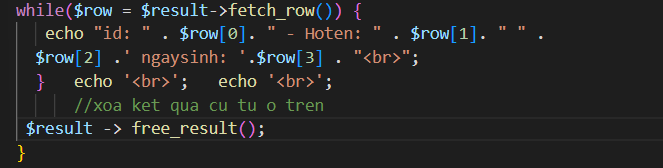 while($row = $result->fetch_row()) {
echo "id: " . $row[0]. " - Hoten: " . $row[1]. " " .
$row[2] .' ngaysinh: '.$row[3] . "<br>";
}   echo '<br>';   echo '<br>';
//xoa ket qua cu tu o tren
$result -> free_result();
}